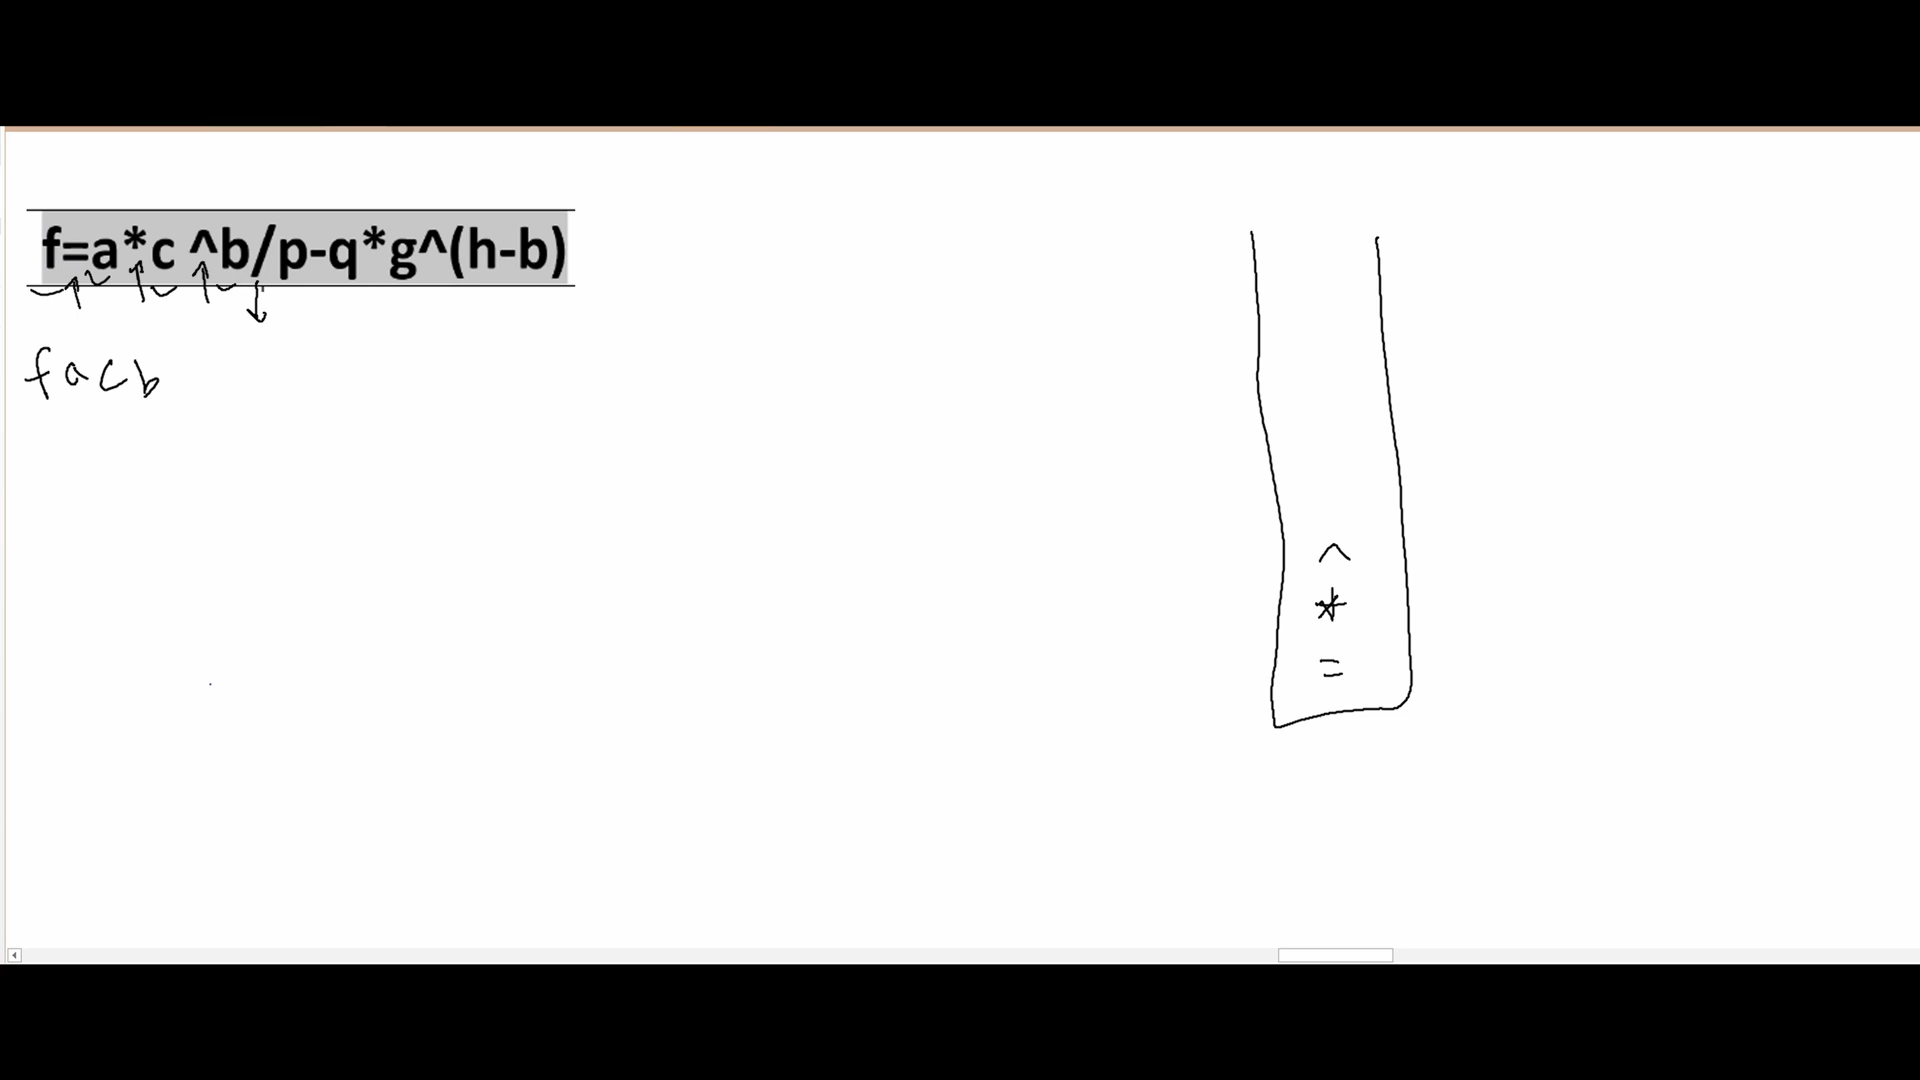 f=a*c ^b/p-q*g^(h-b)
facb
^
*
=